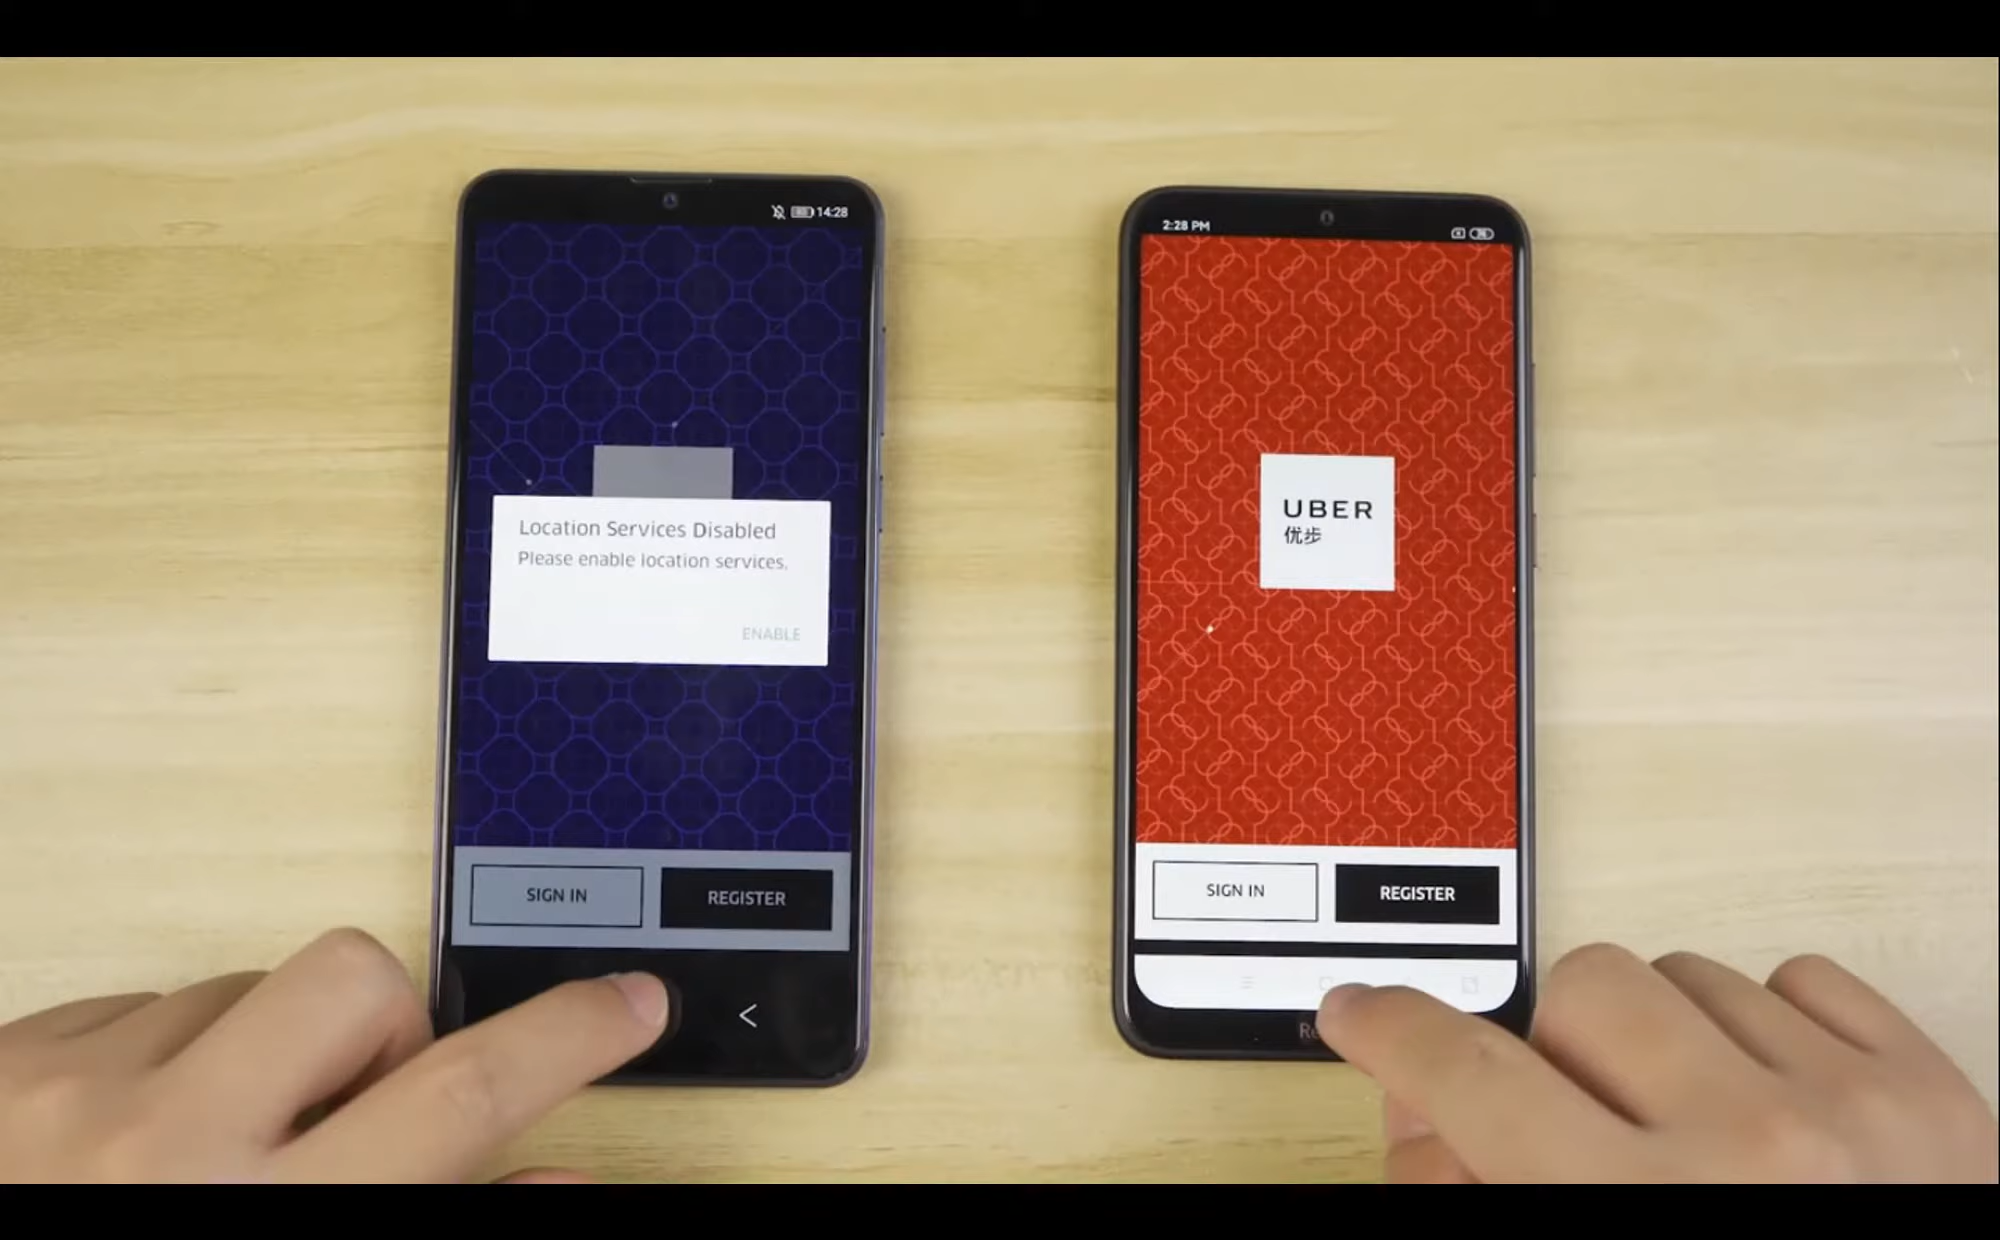 14:28
Location Services Disabled
Please enable location services.
ENABLE
SIGN IN
REGISTER
2:28 PM
UBER
优步
SIGN IN
REGISTER
Re